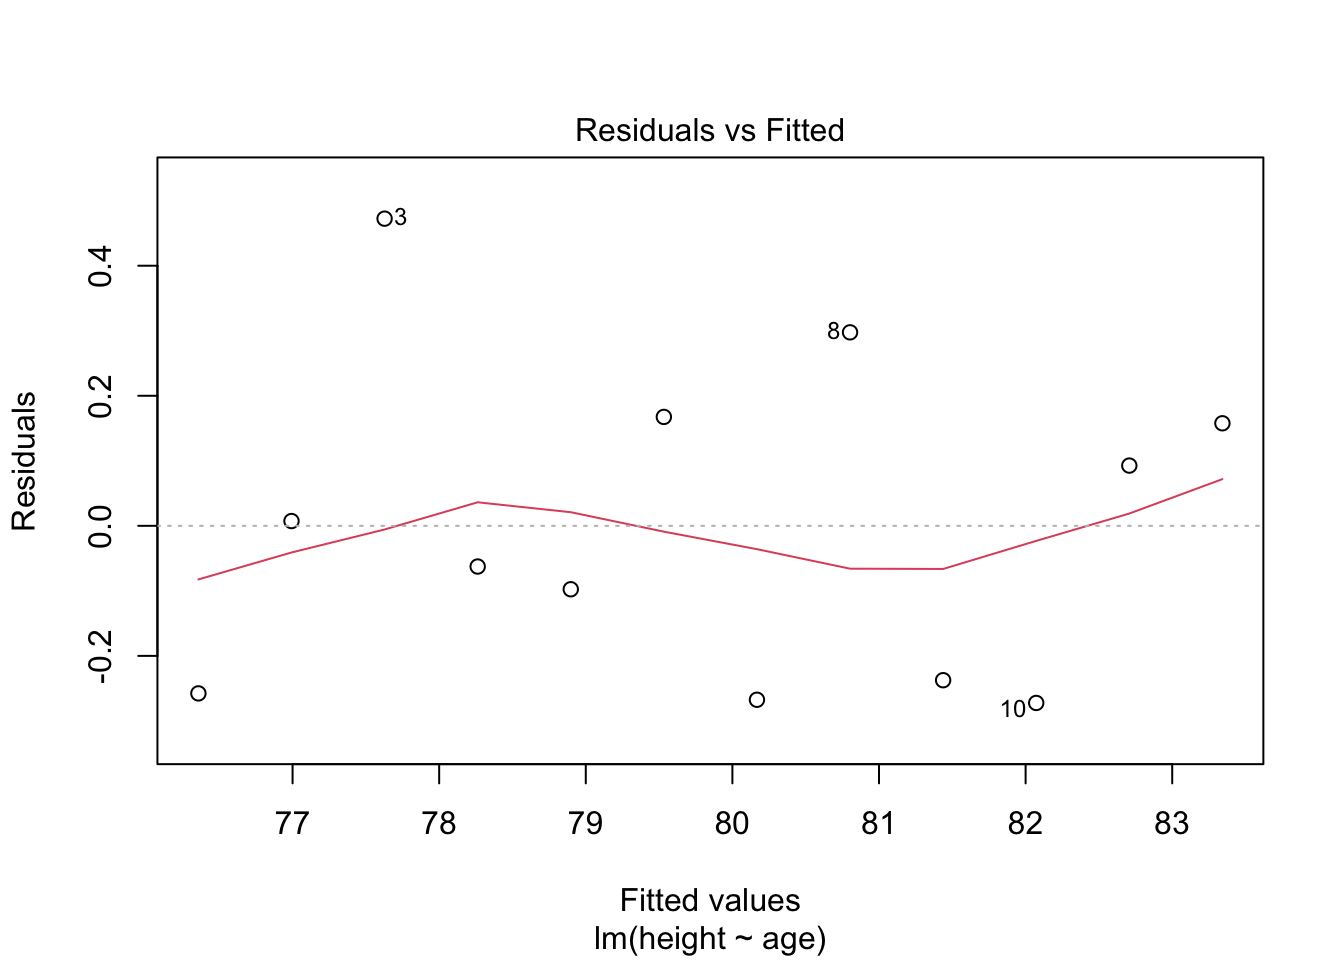 Residuals vs Fitted
Residuals
0.4
0.2
0.0
-0.2
3
8
10
77 78 79 80 81 82 83
Fitted values
lm(height ~ age)